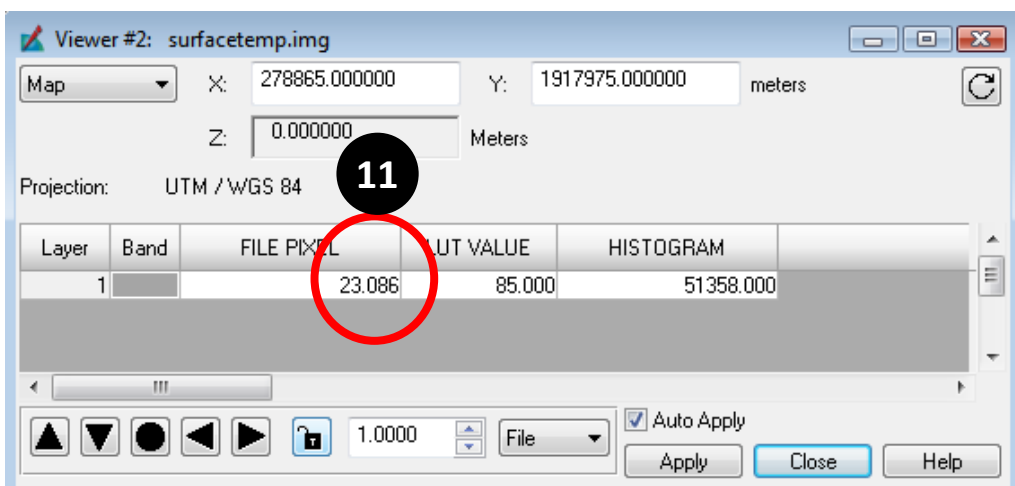 Viewer #2: surfacetemp.img
Map X: 278865.000000 Y: 1917975.000000 meters
Z: 0.000000 Meters
Projection: UTM / WGS 84
11
Layer Band FILE PIXEL LUT VALUE HISTOGRAM
1 23.086 85.000 51358.000
1.0000 File Auto Apply
Apply Close Help